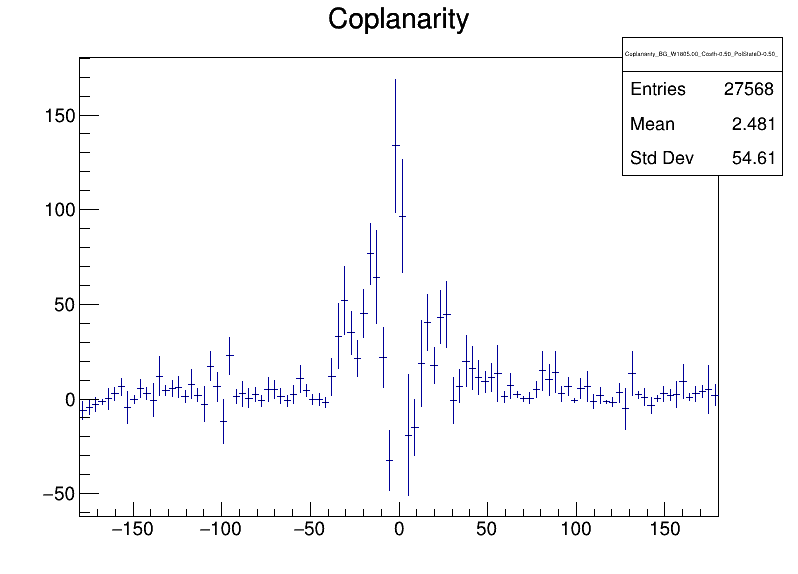 Coplanarity
Coplanarity_BG_W1805.00_Costh-0.50_PolStateD-0.50_
Entries 27568
Mean 2.481
Std Dev 54.61
150
100
50
0
−50
−150 −100 −50 0 50 100 150